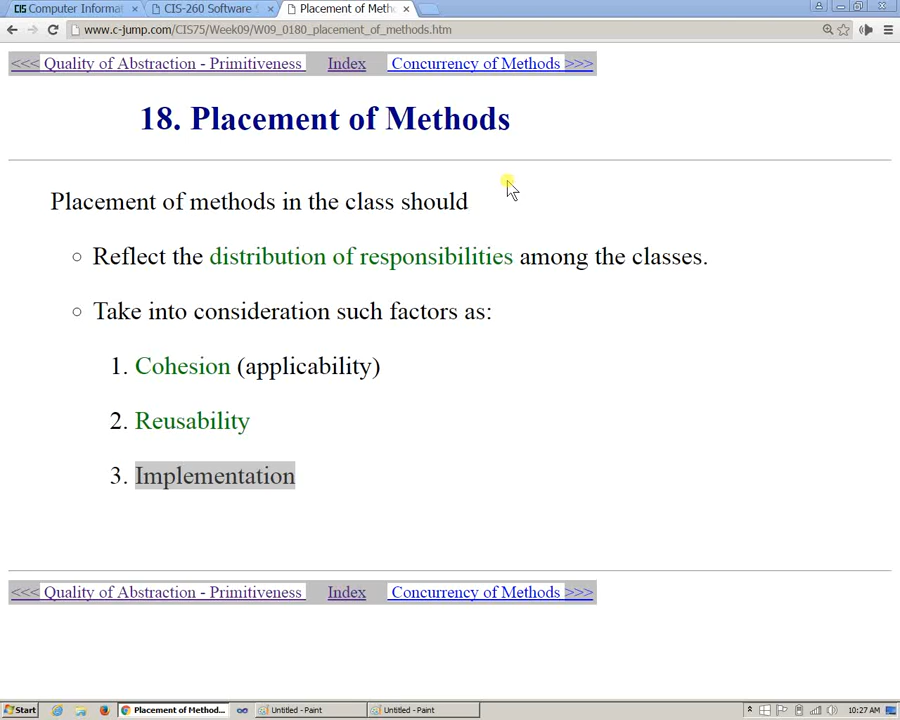 CIS Computer Informat
CIS-260 Software
Placement of Meth
www.c-jump.com/CIS75/Week09/W09_0180_placement_of_methods.htm
<<< Quality of Abstraction - Primitiveness Index Concurrency of Methods >>>
18. Placement of Methods
Placement of methods in the class should
Reflect the distribution of responsibilities among the classes.
Take into consideration such factors as:
1. Cohesion (applicability)
2. Reusability
3. Implementation
<<< Quality of Abstraction - Primitiveness Index Concurrency of Methods >>>
Start Placement of Method... Untitled - Paint Untitled - Paint 10:27 AM